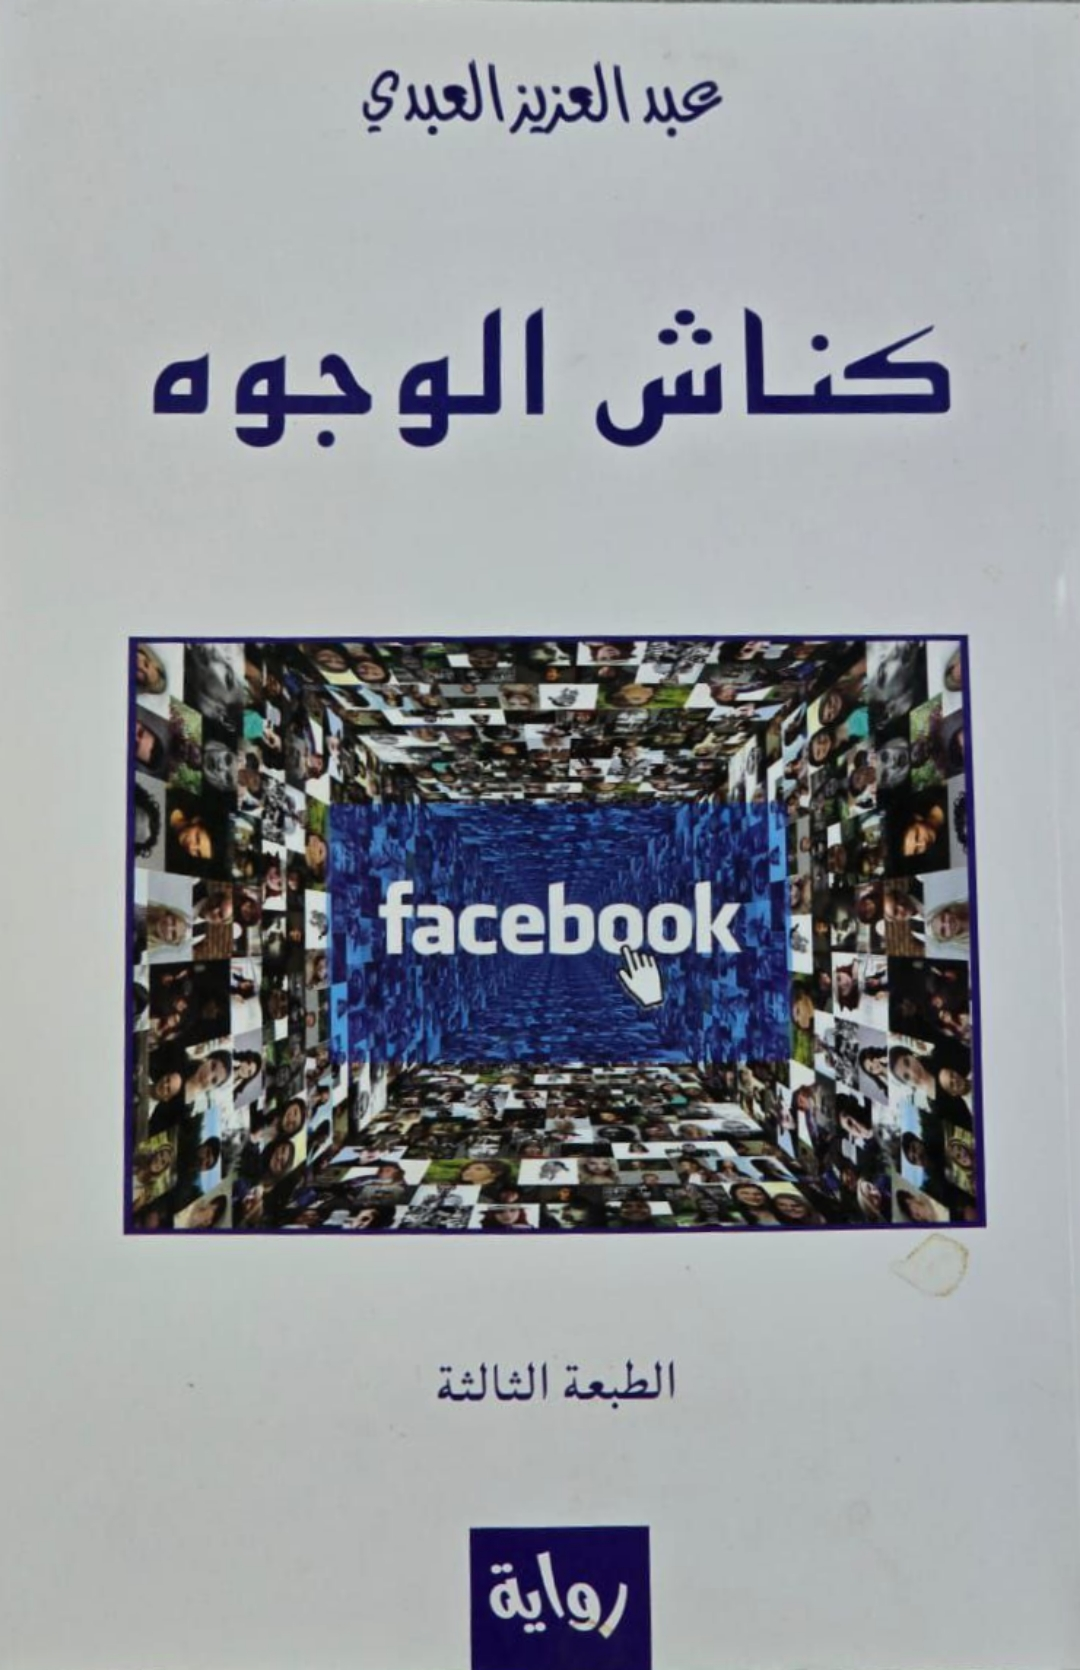 عبد العزيز العبدي
كناش الوجوه
facebook
الطبعة الثالثة
رواية